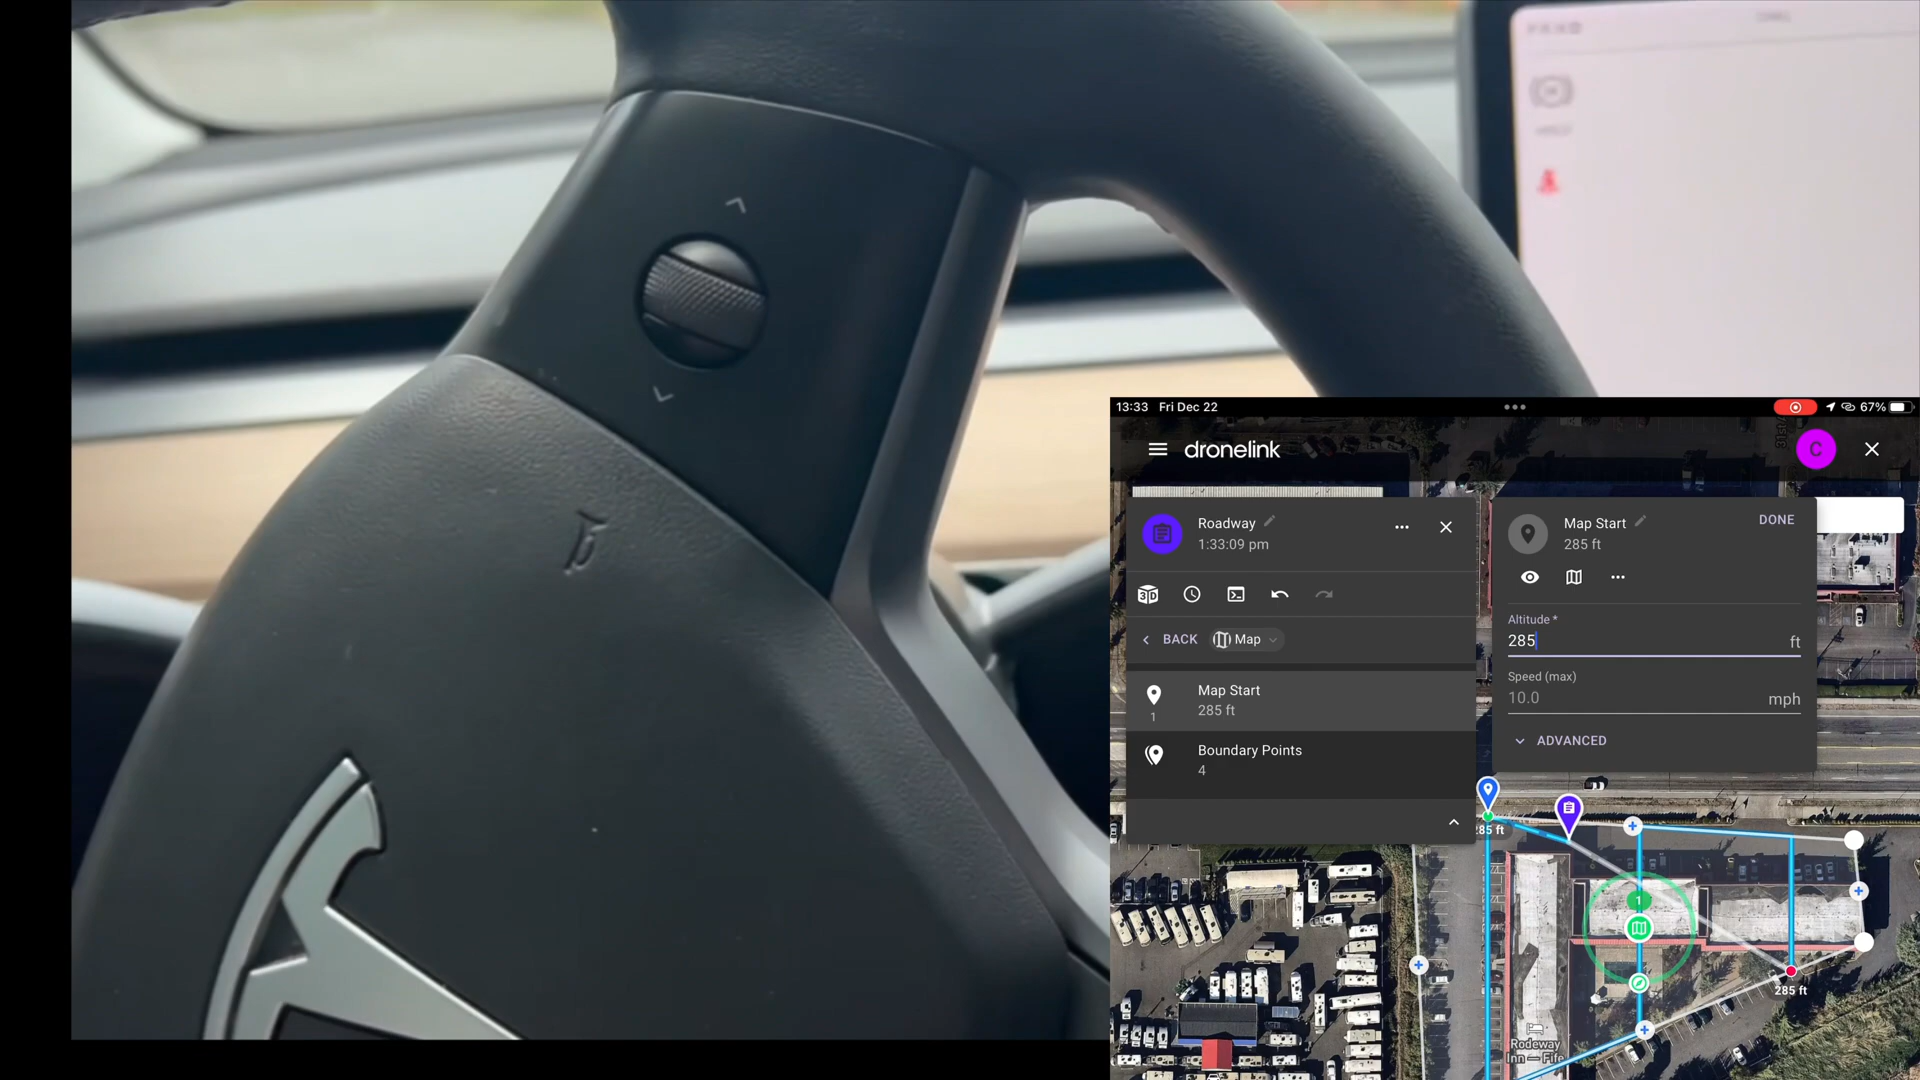 13:33 Fri Dec 22
67%
dronelink
C
Roadway
1:33:09 pm
3D
BACK
Map
Map Start
285 ft
1
Boundary Points
4
Map Start
285 ft
DONE
Altitude *
285
ft
Speed (max)
10.0
mph
ADVANCED
285 ft
1
285 ft
Rodeway
Inn — Fife